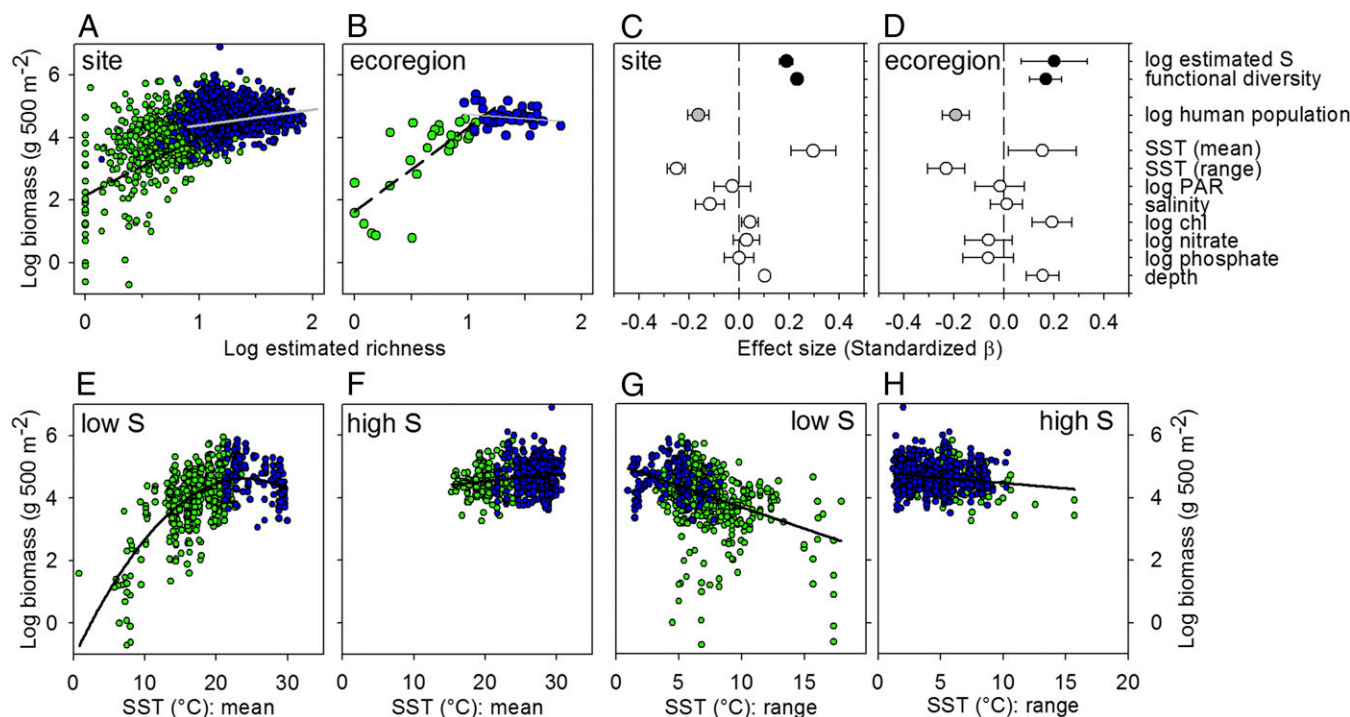 A
B
C
D
site
ecoregion
site
ecoregion
log estimated S
functional diversity
log human population
SST (mean)
SST (range)
log PAR
salinity
log chl
log nitrate
log phosphate
depth
Log biomass (g 500 m⁻²)
6
4
2
0
0 1 2
0 1 2
-0.4 -0.2 0.0 0.2 0.4
-0.4 -0.2 0.0 0.2 0.4
Log estimated richness
Effect size (Standardized β)
E
F
G
H
low S
high S
low S
high S
Log biomass (g 500 m⁻²)
6
4
2
0
6
4
2
0
Log biomass (g 500 m⁻²)
0 10 20 30
0 10 20 30
0 5 10 15
0 5 10 15 20
SST (°C): mean
SST (°C): mean
SST (°C): range
SST (°C): range